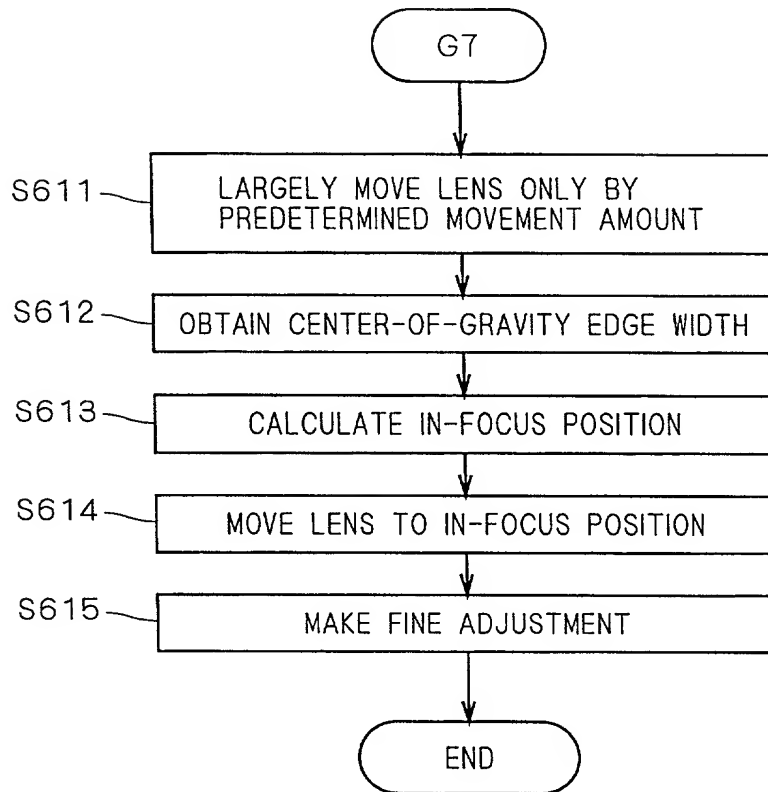 G7
S611
LARGELY MOVE LENS ONLY BY
PREDETERMINED MOVEMENT AMOUNT
S612
OBTAIN CENTER-OF-GRAVITY EDGE WIDTH
S613
CALCULATE IN-FOCUS POSITION
S614
MOVE LENS TO IN-FOCUS POSITION
S615
MAKE FINE ADJUSTMENT
END